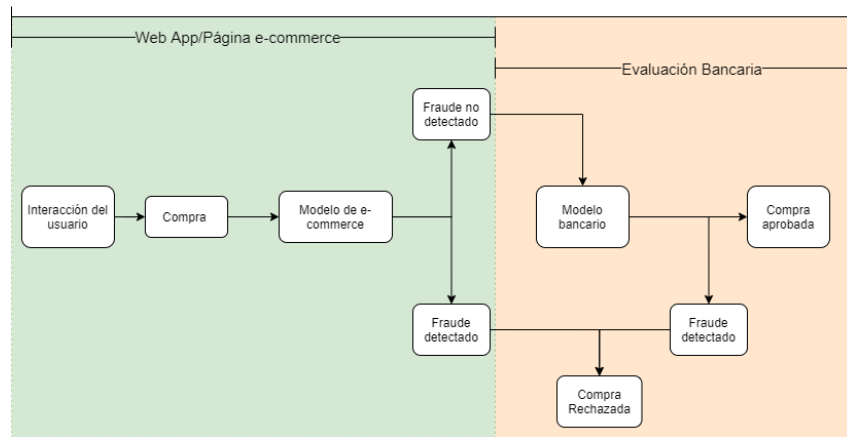 Web App/Página e-commerce
Evaluación Bancaria
Fraude no
detectado
Interacción del
usuario
Compra
Modelo de e-
commerce
Modelo
bancario
Compra
aprobada
Fraude
detectado
Fraude
detectado
Compra
Rechazada